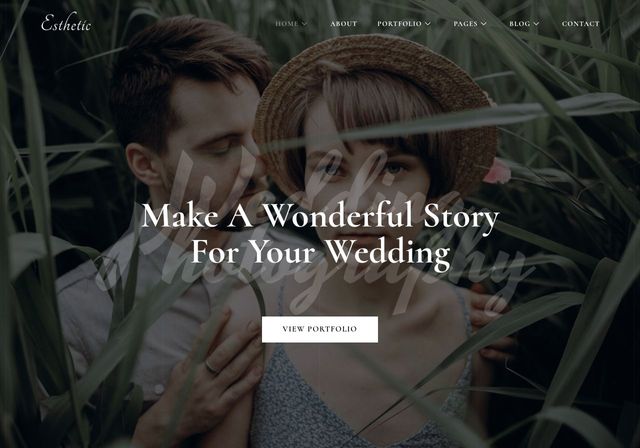 Esthetic
HOME
ABOUT
PORTFOLIO
PAGES
BLOG
CONTACT
Wedding
Photography
Make A Wonderful Story
For Your Wedding
VIEW PORTFOLIO